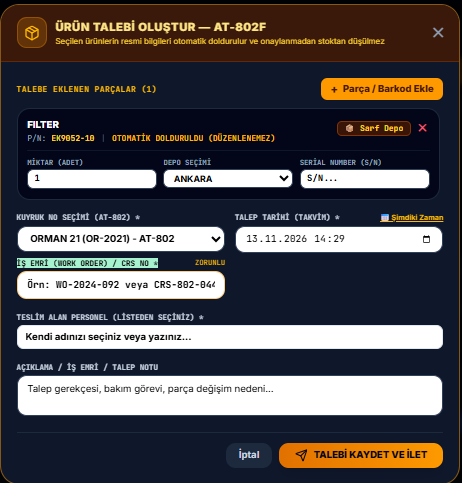 ÜRÜN TALEBİ OLUŞTUR — AT-802F
Seçilen ürünlerin resmi bilgileri otomatik doldurulur ve onaylanmadan stoktan düşülmez
TALEBE EKLENEN PARÇALAR (1)
+ Parça / Barkod Ekle
FILTER
P/N: EK9052-10 | OTOMATİK DOLDURULDU (DÜZENLENEMEZ)
Sarf Depo
MİKTAR (ADET)
DEPO SEÇİMİ
SERIAL NUMBER (S/N)
1
ANKARA
S/N...
KUYRUK NO SEÇİMİ (AT-802) *
TALEP TARİHİ (TAKVİM) *
Şimdiki Zaman
ORMAN 21 (OR-2021) - AT-802
13.11.2026 14:29
İŞ EMRİ (WORK ORDER) / CRS NO *
ZORUNLU
Örn: WO-2024-092 veya CRS-802-044
TESLİM ALAN PERSONEL (LİSTEDEN SEÇİNİZ) *
Kendi adınızı seçiniz veya yazınız...
AÇIKLAMA / İŞ EMRİ / TALEP NOTU
Talep gerekçesi, bakım görevi, parça değişim nedeni...
İptal
TALEBİ KAYDET VE İLET